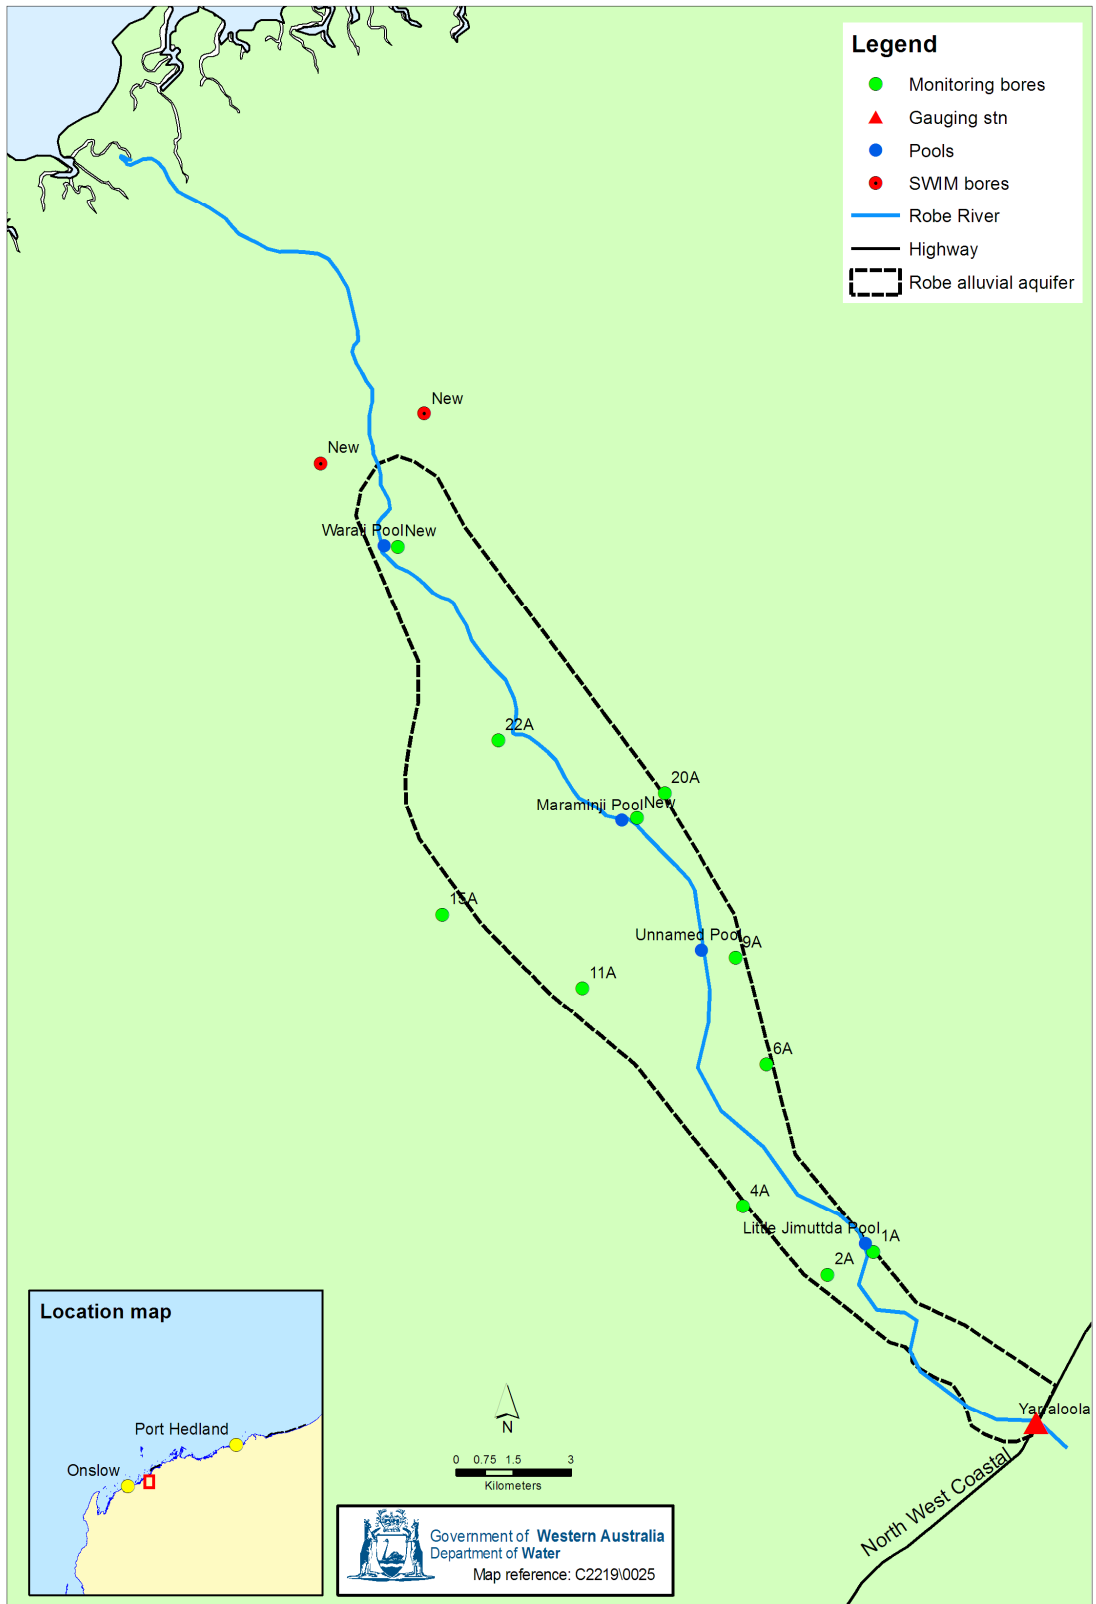 Legend
Monitoring bores
Gauging stn
Pools
SWIM bores
Robe River
Highway
Robe alluvial aquifer
New
New
Waraji Pool
New
22A
20A
Maraminji Pool
New
15A
Unnamed Pool
9A
11A
6A
4A
Little Jimuttda Pool
1A
2A
Yarraloola
North West Coastal
Location map
Port Hedland
Onslow
N
0 0.75 1.5 3
Kilometers
Government of Western Australia
Department of Water
Map reference: C2219\0025